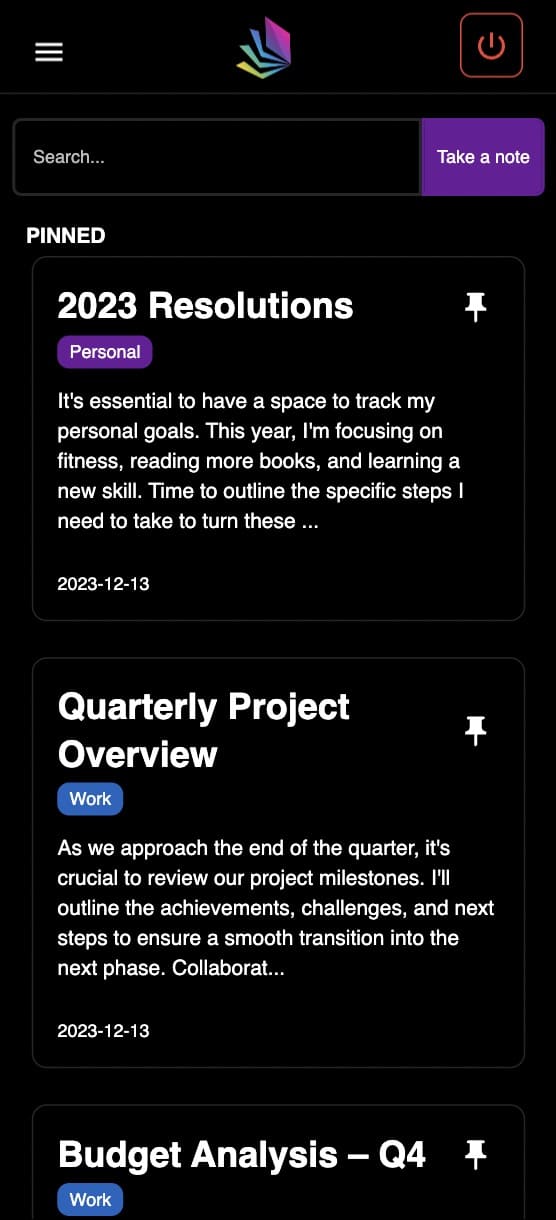 Search...
Take a note
PINNED
2023 Resolutions
Personal
It's essential to have a space to track my
personal goals. This year, I'm focusing on
fitness, reading more books, and learning a
new skill. Time to outline the specific steps I
need to take to turn these ...
2023-12-13
Quarterly Project
Overview
Work
As we approach the end of the quarter, it's
crucial to review our project milestones. I'll
outline the achievements, challenges, and next
steps to ensure a smooth transition into the
next phase. Collaborat...
2023-12-13
Budget Analysis – Q4
Work